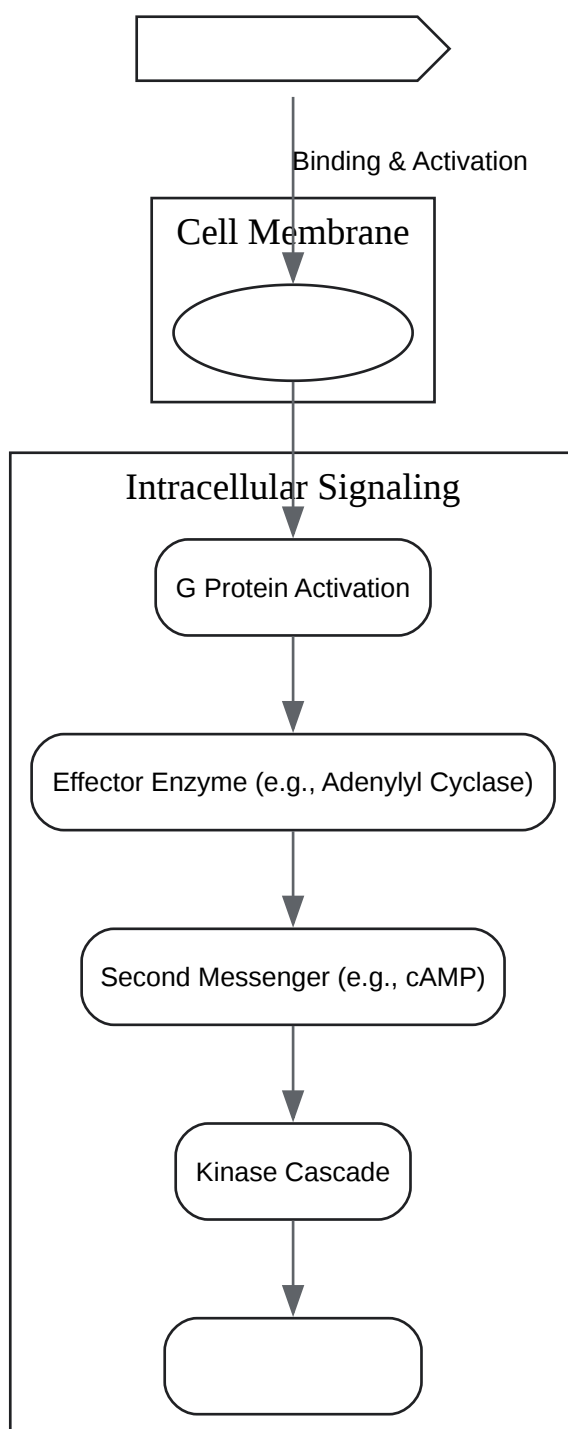 Binding & Activation
Cell Membrane
Intracellular Signaling
G Protein Activation
Effector Enzyme (e.g., Adenylyl Cyclase)
Second Messenger (e.g., cAMP)
Kinase Cascade